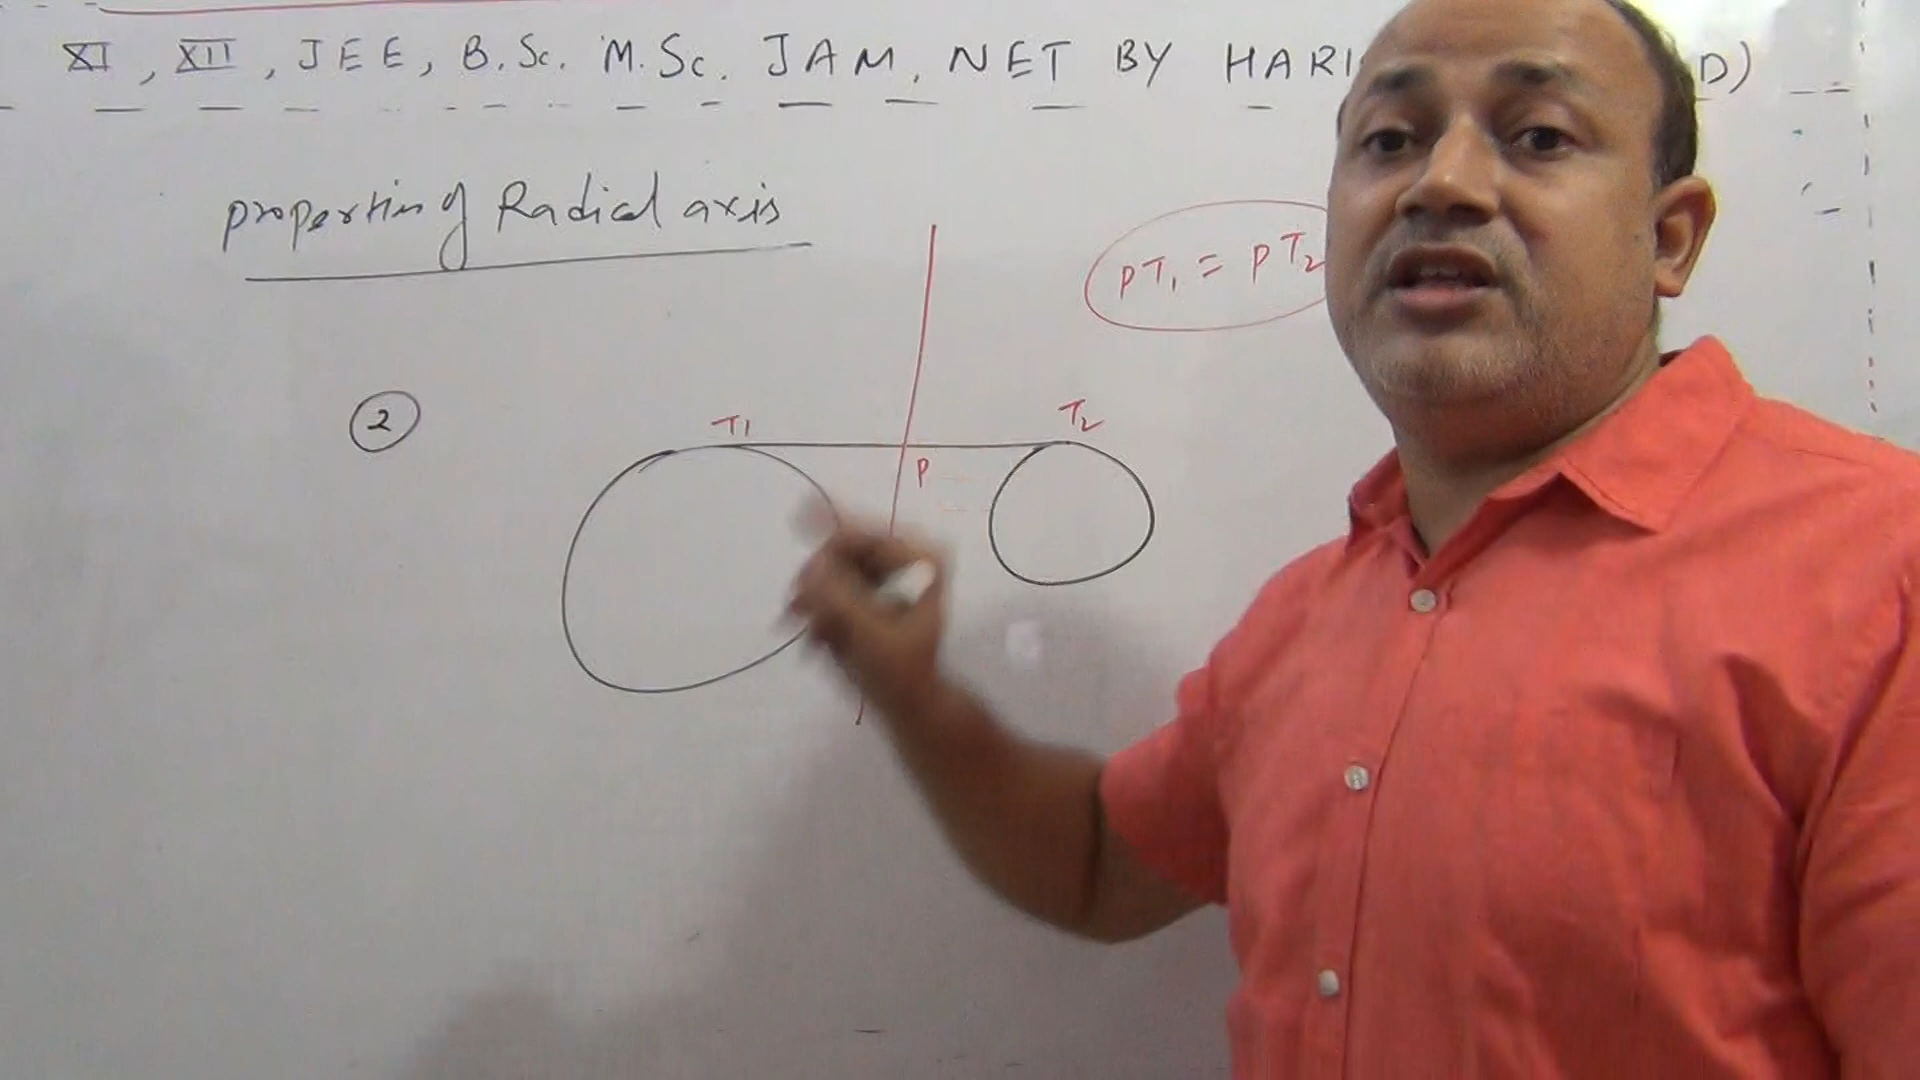 XI, XII, JEE, B.Sc. M.Sc. JAM, NET BY HARI D)
properties of Radical axis
PT1 = PT2
2
T1 T2
P